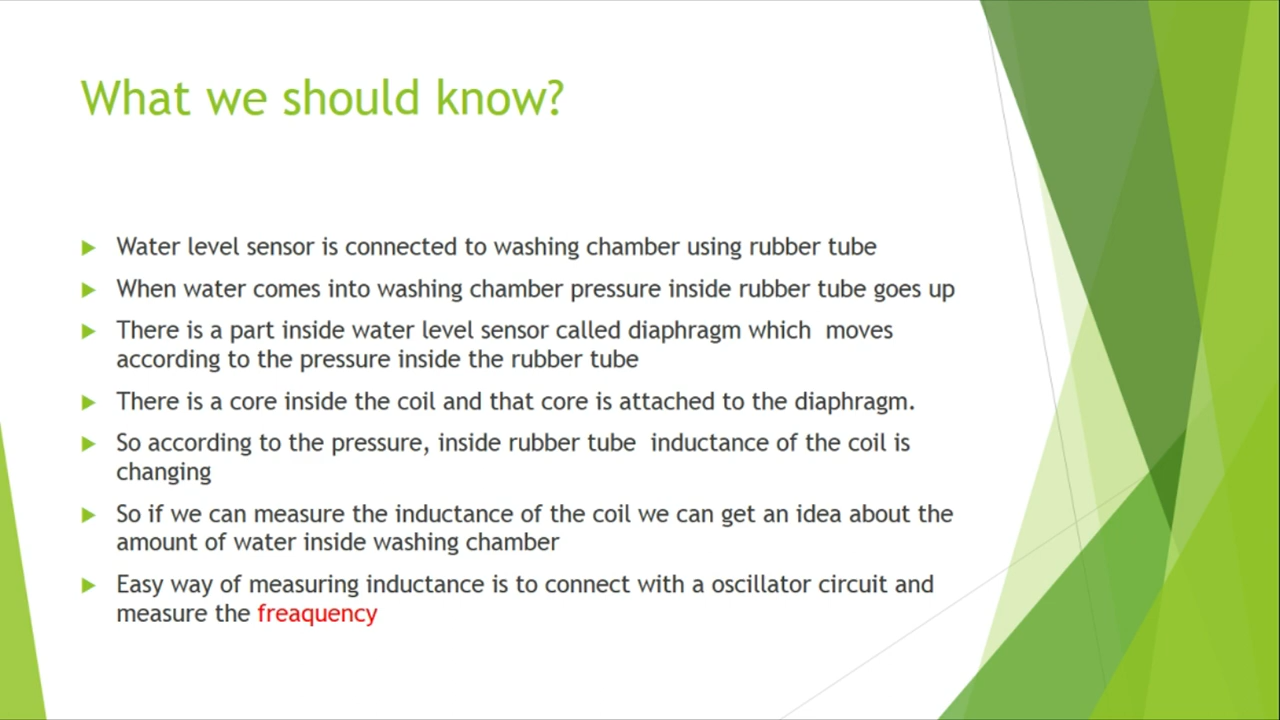 What we should know?
Water level sensor is connected to washing chamber using rubber tube
When water comes into washing chamber pressure inside rubber tube goes up
There is a part inside water level sensor called diaphragm which  moves
according to the pressure inside the rubber tube
There is a core inside the coil and that core is attached to the diaphragm.
So according to the pressure, inside rubber tube  inductance of the coil is
changing
So if we can measure the inductance of the coil we can get an idea about the
amount of water inside washing chamber
Easy way of measuring inductance is to connect with a oscillator circuit and
measure the freaquency